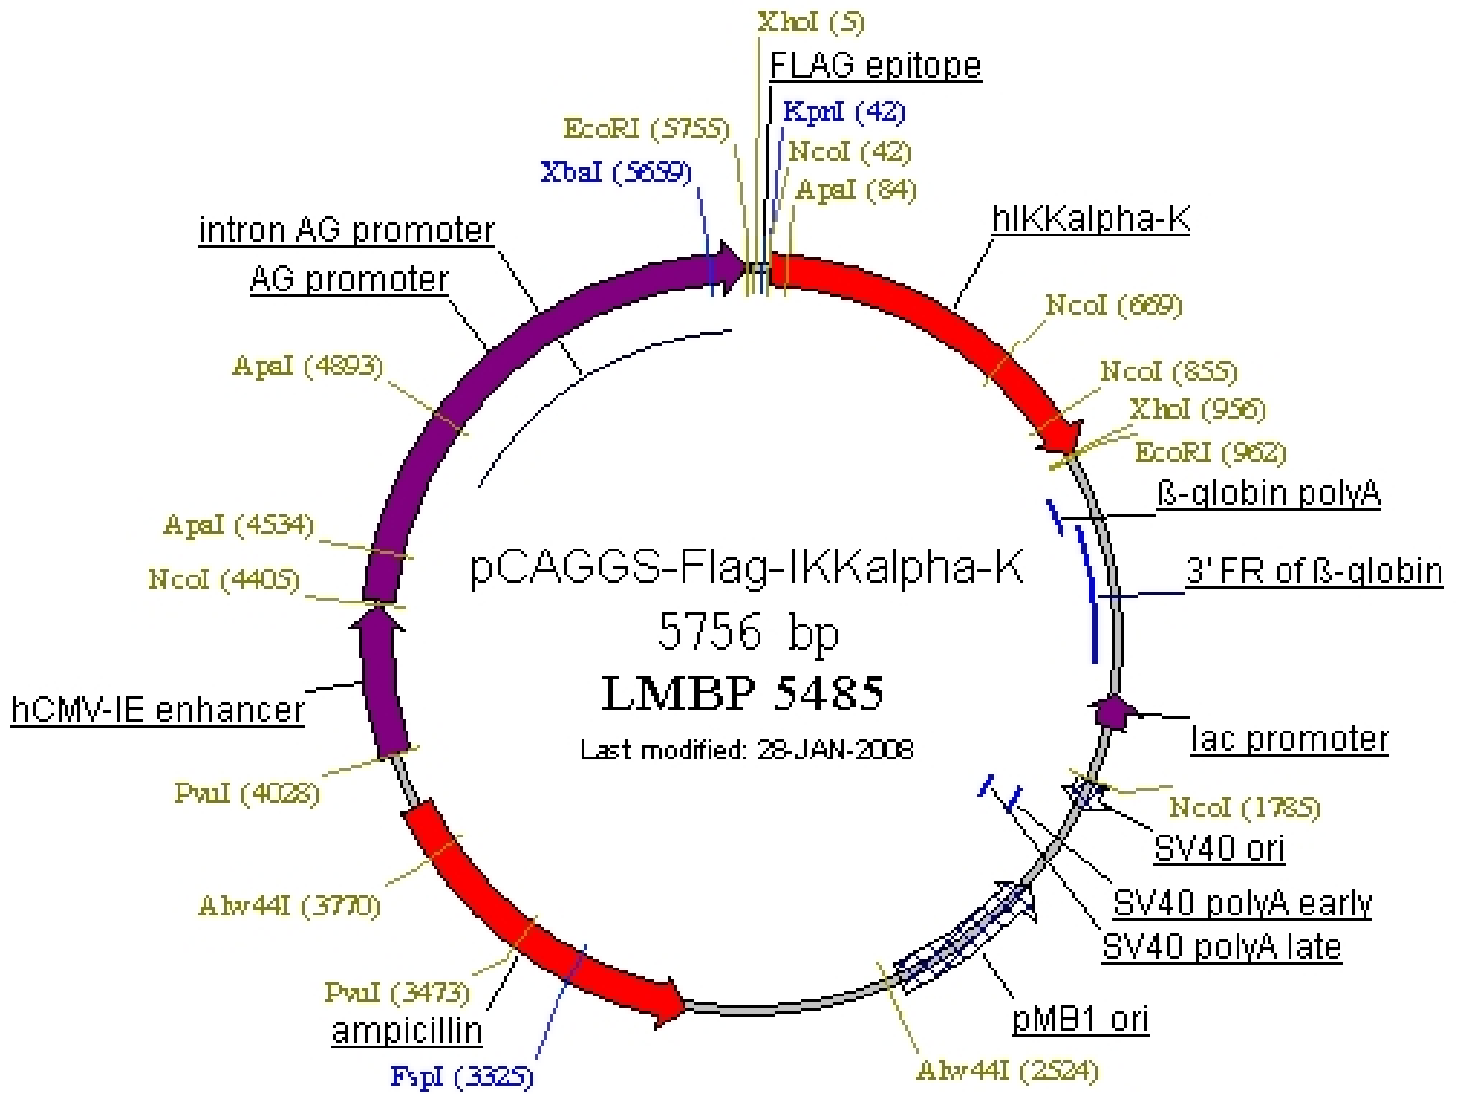 XhoI (5)
FLAG epitope
KpnI (42)
EcoRI (5755)
NcoI (42)
XbaI (5659)
ApaI (84)
hIKKalpha-K
intron AG promoter
AG promoter
NcoI (669)
ApaI (4893)
NcoI (855)
XhoI (956)
EcoRI (962)
ß-globin polyA
ApaI (4534)
NcoI (4405)
pCAGGS-Flag-IKKalpha-K
3' FR of ß-globin
5756 bp
LMBP 5485
hCMV-IE enhancer
Last modified: 28-JAN-2008
lac promoter
PvuI (4028)
NcoI (1785)
SV40 ori
Alw44I (3770)
SV40 polyA early
SV40 polyA late
PvuI (3473)
ampicillin
pMB1 ori
FspI (3325)
Alw44I (2524)